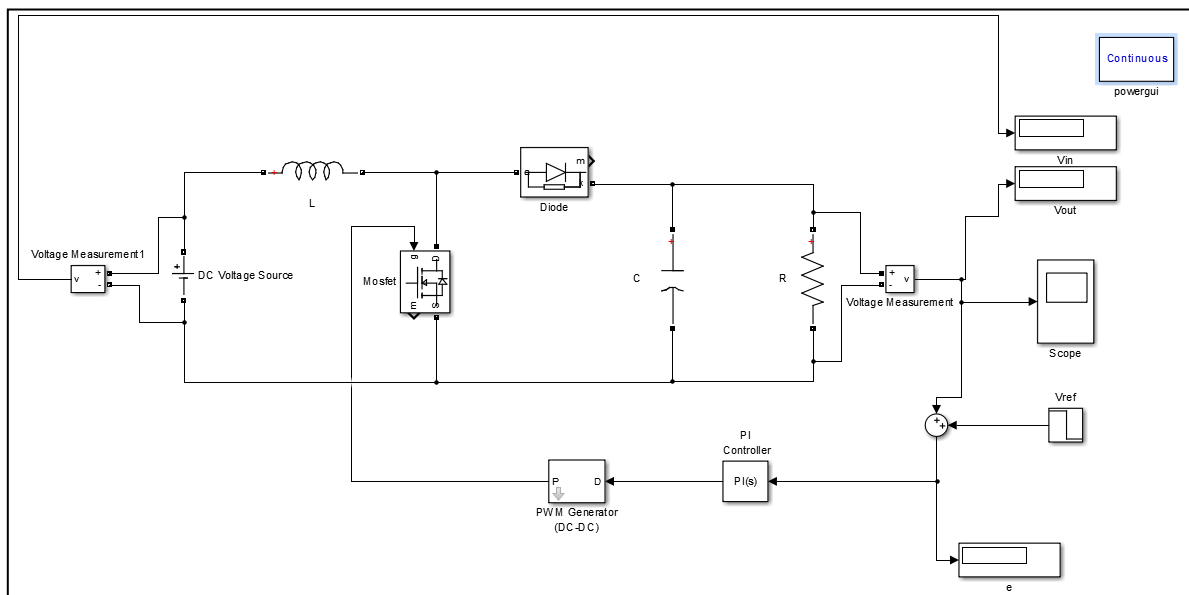 Continuous
powergui
Vin
Vout
m
a
k
Diode
L
Voltage Measurement1
v
+
-
+
DC Voltage Source
Mosfet
g
D
m
S
+
C
+
R
+
-
v
Voltage Measurement
Scope
Vref
+
+
PI
Controller
PI(s)
P
D
PWM Generator
(DC-DC)
e